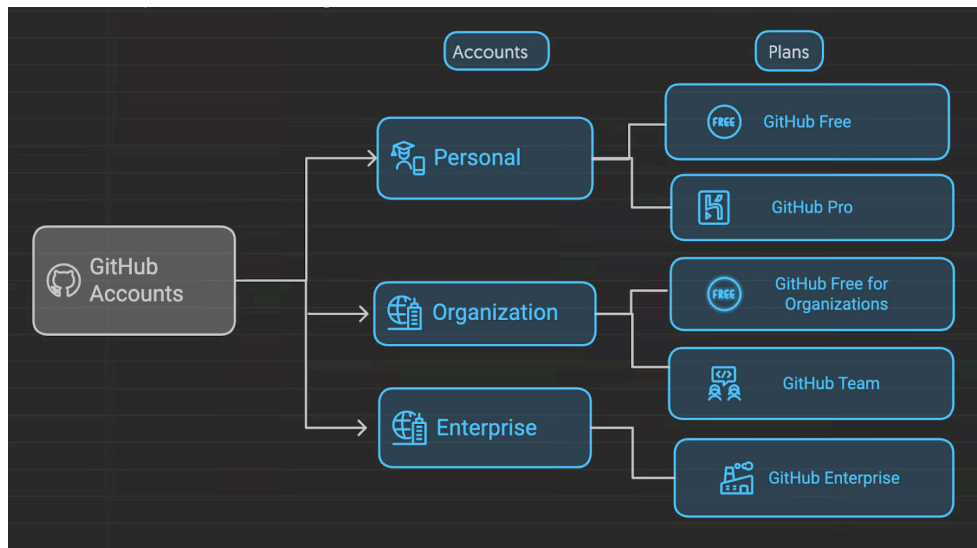 Accounts
Plans
GitHub
Accounts
Personal
FREE
GitHub Free
GitHub Pro
Organization
FREE
GitHub Free for
Organizations
GitHub Team
Enterprise
GitHub Enterprise